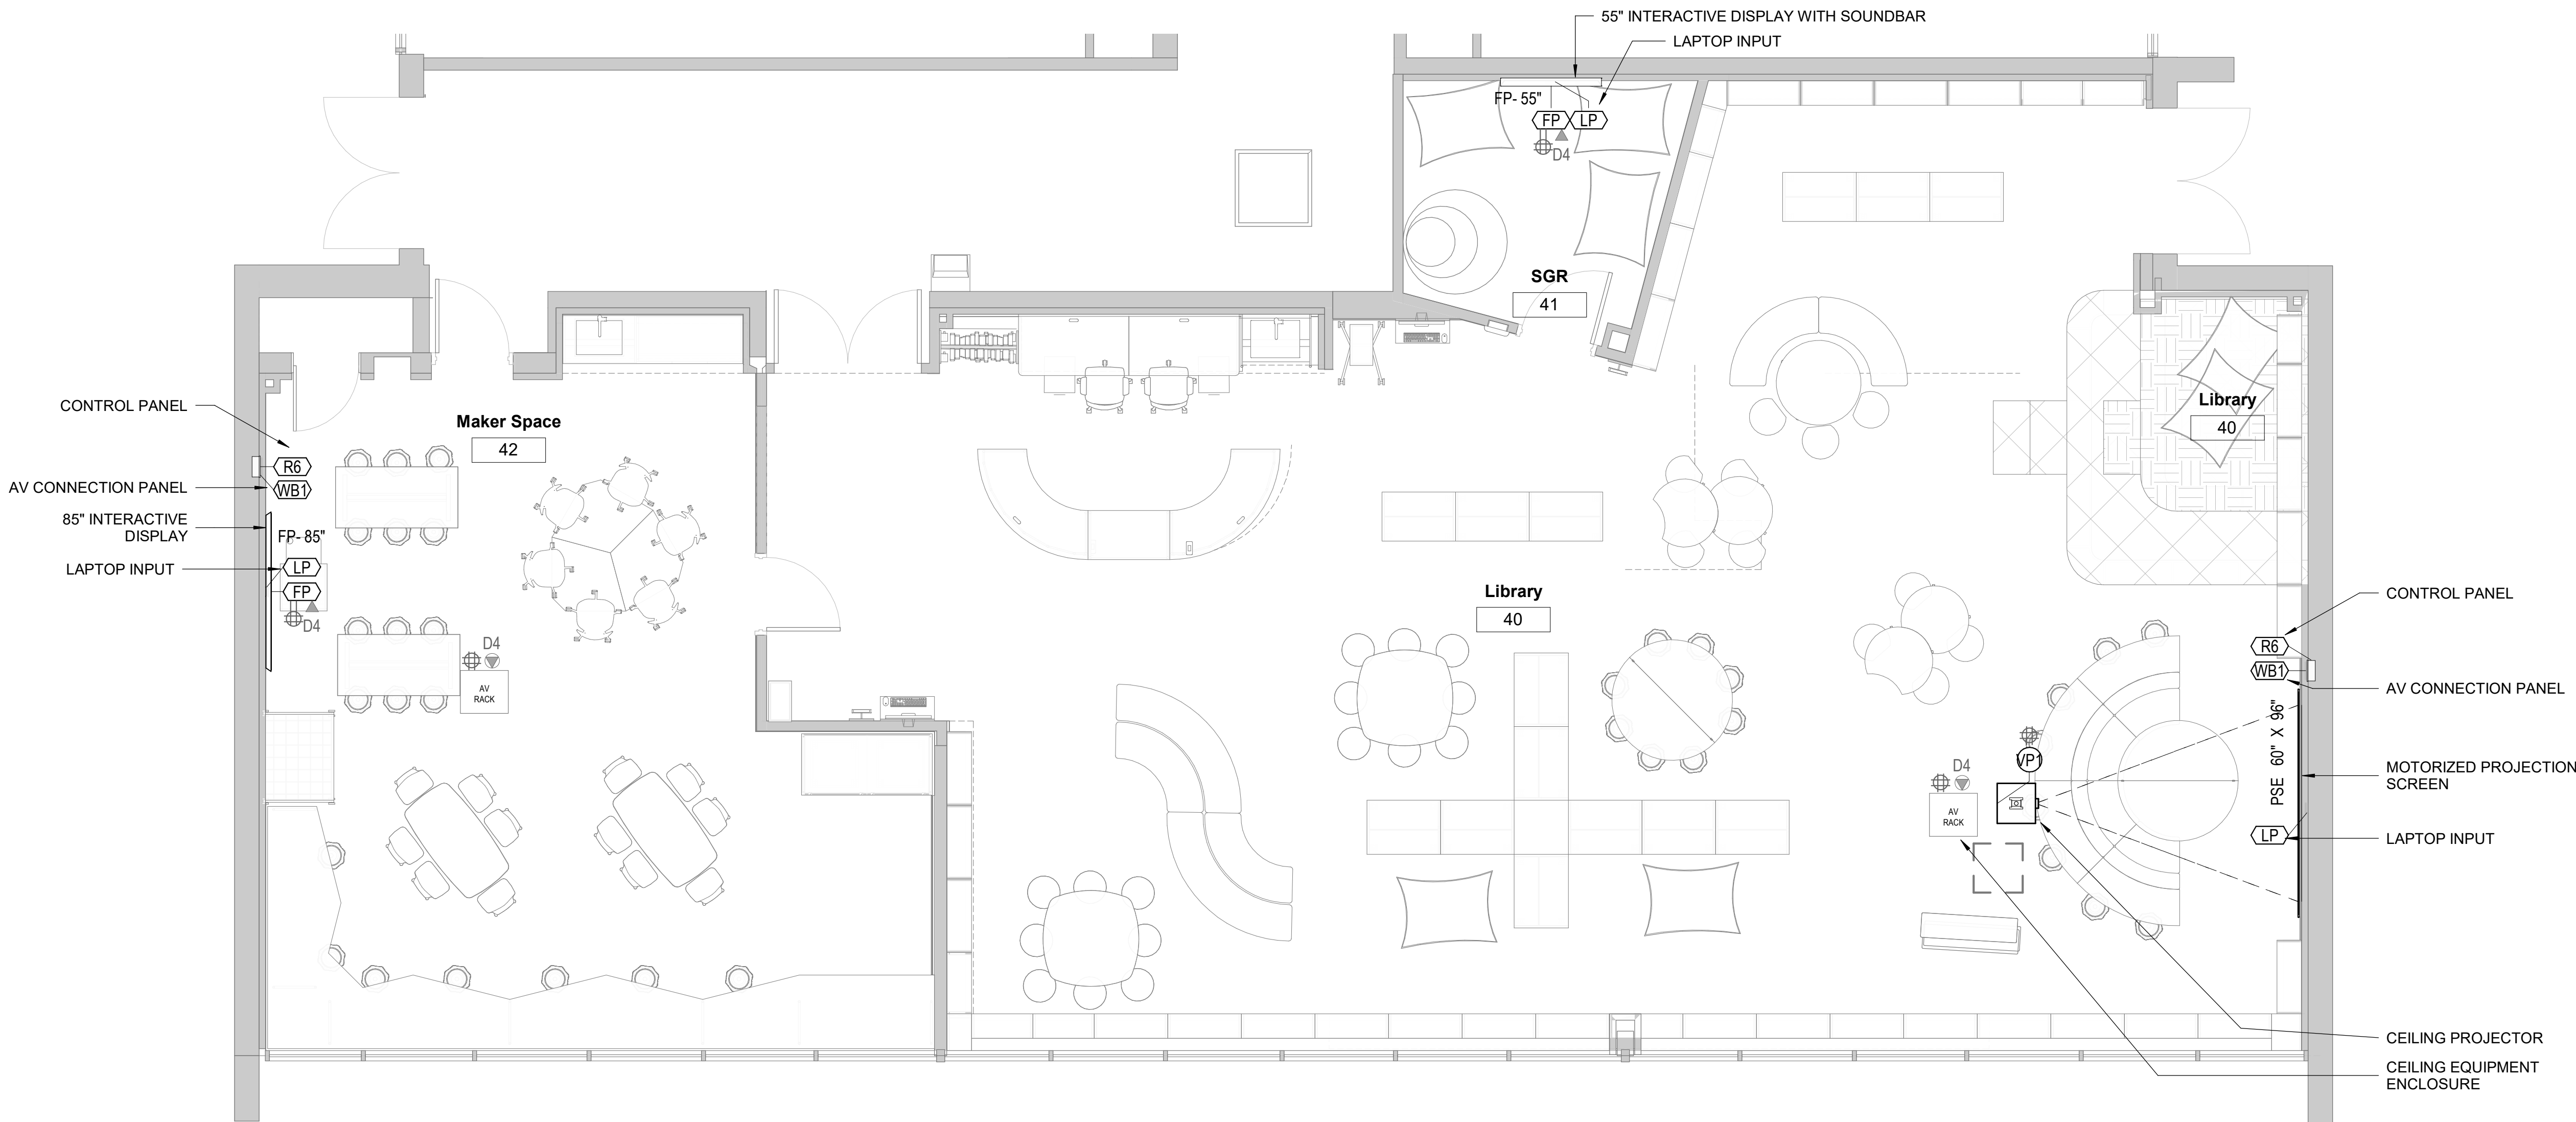 55" INTERACTIVE DISPLAY WITH SOUNDBAR
LAPTOP INPUT
FP- 55"
FP
LP
D4
SGR
41
Library
40
CONTROL PANEL
Maker Space
42
R6
WB1
AV CONNECTION PANEL
85" INTERACTIVE
DISPLAY
FP- 85"
LAPTOP INPUT
LP
FP
D4
D4
AV
RACK
Library
40
CONTROL PANEL
R6
WB1
AV CONNECTION PANEL
PSE 60" X 96"
VP1
D4
AV
RACK
MOTORIZED PROJECTION
SCREEN
LP
LAPTOP INPUT
CEILING PROJECTOR
CEILING EQUIPMENT
ENCLOSURE